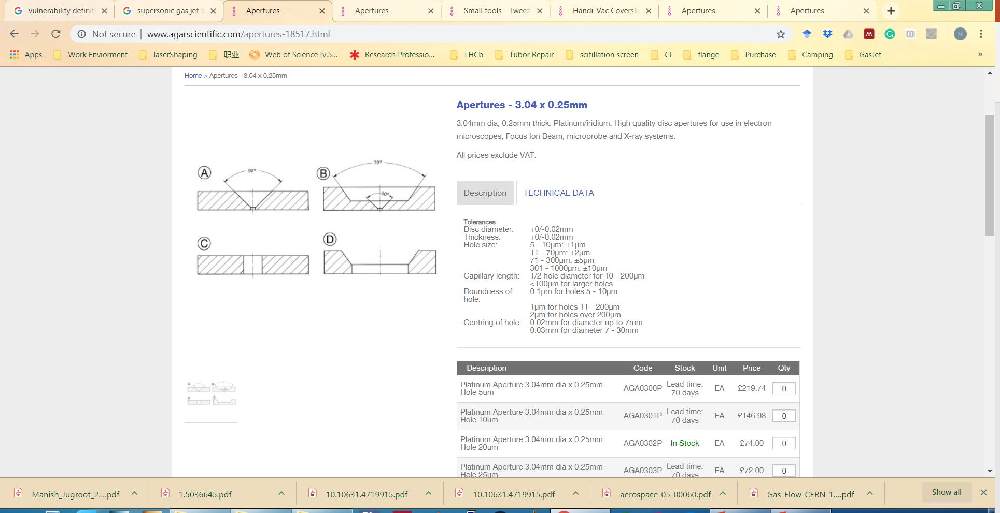 vulnerability definiti
supersonic gas jet s
Apertures
Apertures
Small tools - Tweez
Handi-Vac Coverslip
Apertures
Apertures
Not secure | www.agarscientific.com/apertures-18517.html
H
Apps
Work Enviorment
laserShaping
职业
Web of Science [v.5...
Research Professio...
LHCb
Tubor Repair
scitillation screen
CI
flange
Purchase
Camping
GasJet
»
Home > Apertures - 3.04 x 0.25mm
Apertures - 3.04 x 0.25mm
3.04mm dia, 0.25mm thick. Platinum/iridium. High quality disc apertures for use in electron
microscopes, Focus Ion Beam, microprobe and X-ray systems.
All prices exclude VAT.
A
90°
B
70°
90°
C
D
Description
TECHNICAL DATA
Tolerances
Disc diameter: +0/-0.02mm
Thickness: +0/-0.02mm
Hole size: 5 - 10µm: ±1µm
11 - 70µm: ±2µm
71 - 300µm: ±5µm
301 - 1000µm: ±10µm
Capillary length: 1/2 hole diameter for 10 - 200µm
<100µm for larger holes
Roundness of 0.1µm for holes 5 - 10µm
hole:
1µm for holes 11 - 200µm
2µm for holes over 200µm
Centring of hole: 0.02mm for diameter up to 7mm
0.03mm for diameter 7 - 30mm
Description Code Stock Unit Price Qty
Platinum Aperture 3.04mm dia x 0.25mm
Hole 5um
AGA0300P
Lead time:
70 days
EA
£219.74
0
Platinum Aperture 3.04mm dia x 0.25mm
Hole 10um
AGA0301P
Lead time:
70 days
EA
£146.98
0
Platinum Aperture 3.04mm dia x 0.25mm
Hole 20um
AGA0302P
In Stock
EA
£74.00
0
Platinum Aperture 3.04mm dia x 0.25mm
Hole 25um
AGA0303P
Lead time:
70 days
EA
£72.00
0
Manish_Jugroot_2....pdf
1.5036645.pdf
10.10631.4719915.pdf
10.10631.4719915.pdf
aerospace-05-00060.pdf
Gas-Flow-CERN-1....pdf
Show all